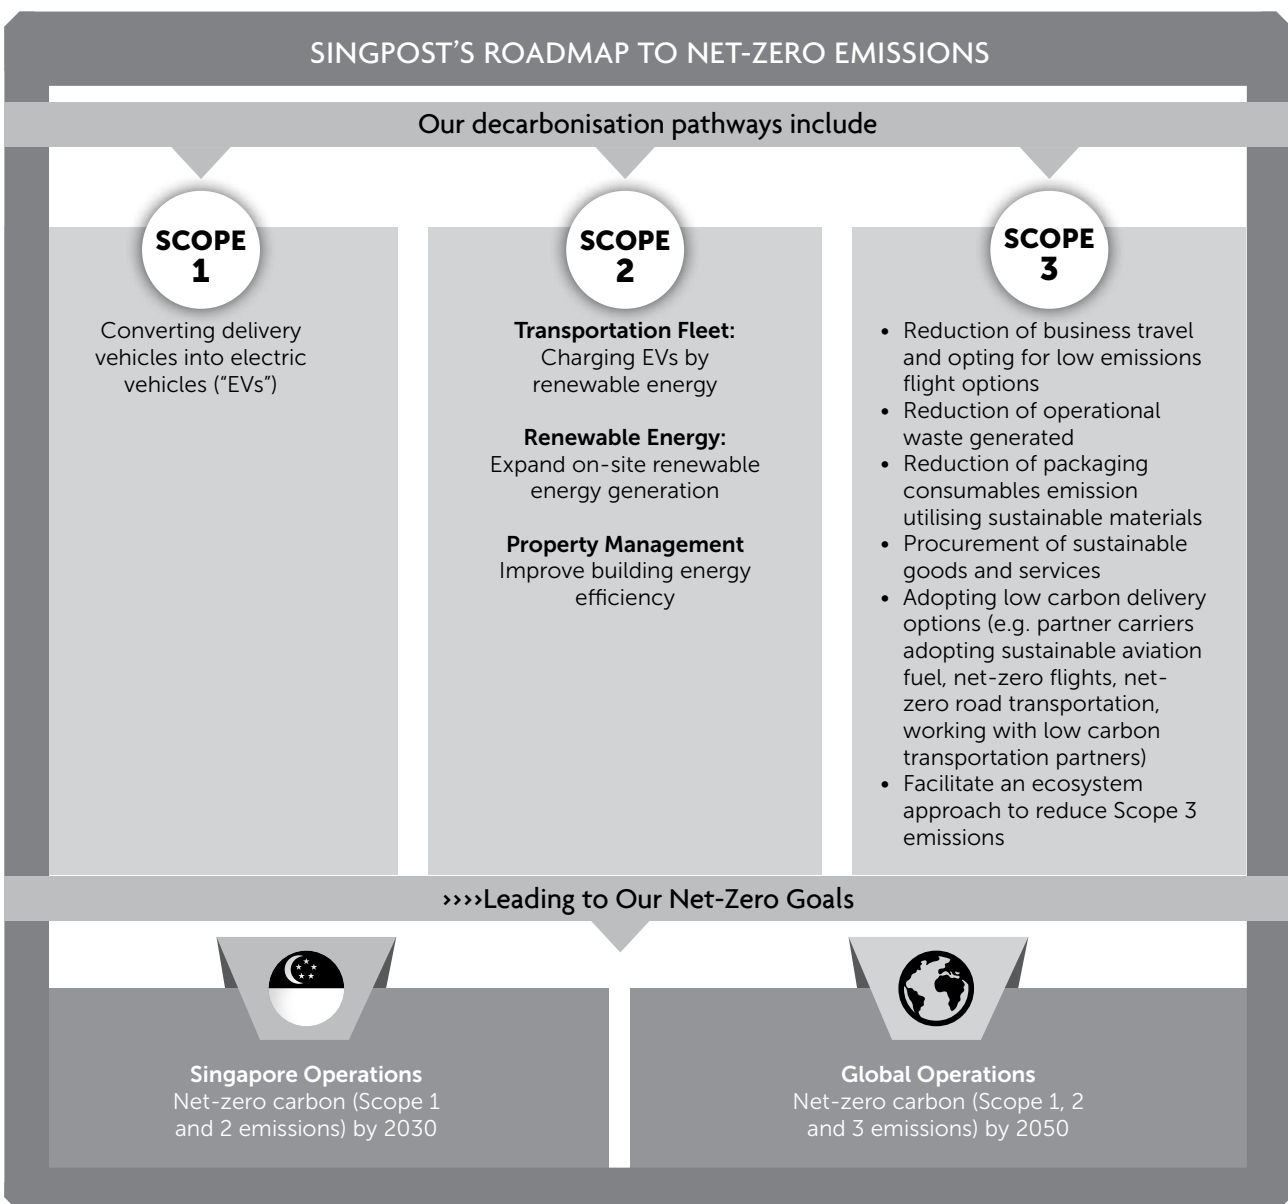 SINGPOST'S ROADMAP TO NET-ZERO EMISSIONS
Our decarbonisation pathways include
SCOPE
1
Converting delivery
vehicles into electric
vehicles (“EVs”)
SCOPE
2
Transportation Fleet:
Charging EVs by
renewable energy
Renewable Energy:
Expand on-site renewable
energy generation
Property Management
Improve building energy
efficiency
SCOPE
3
• Reduction of business travel
and opting for low emissions
flight options
• Reduction of operational
waste generated
• Reduction of packaging
consumables emission
utilising sustainable materials
• Procurement of sustainable
goods and services
• Adopting low carbon delivery
options (e.g. partner carriers
adopting sustainable aviation
fuel, net-zero flights, net-
zero road transportation,
working with low carbon
transportation partners)
• Facilitate an ecosystem
approach to reduce Scope 3
emissions
››››Leading to Our Net-Zero Goals
Singapore Operations
Net-zero carbon (Scope 1
and 2 emissions) by 2030
Global Operations
Net-zero carbon (Scope 1, 2
and 3 emissions) by 2050